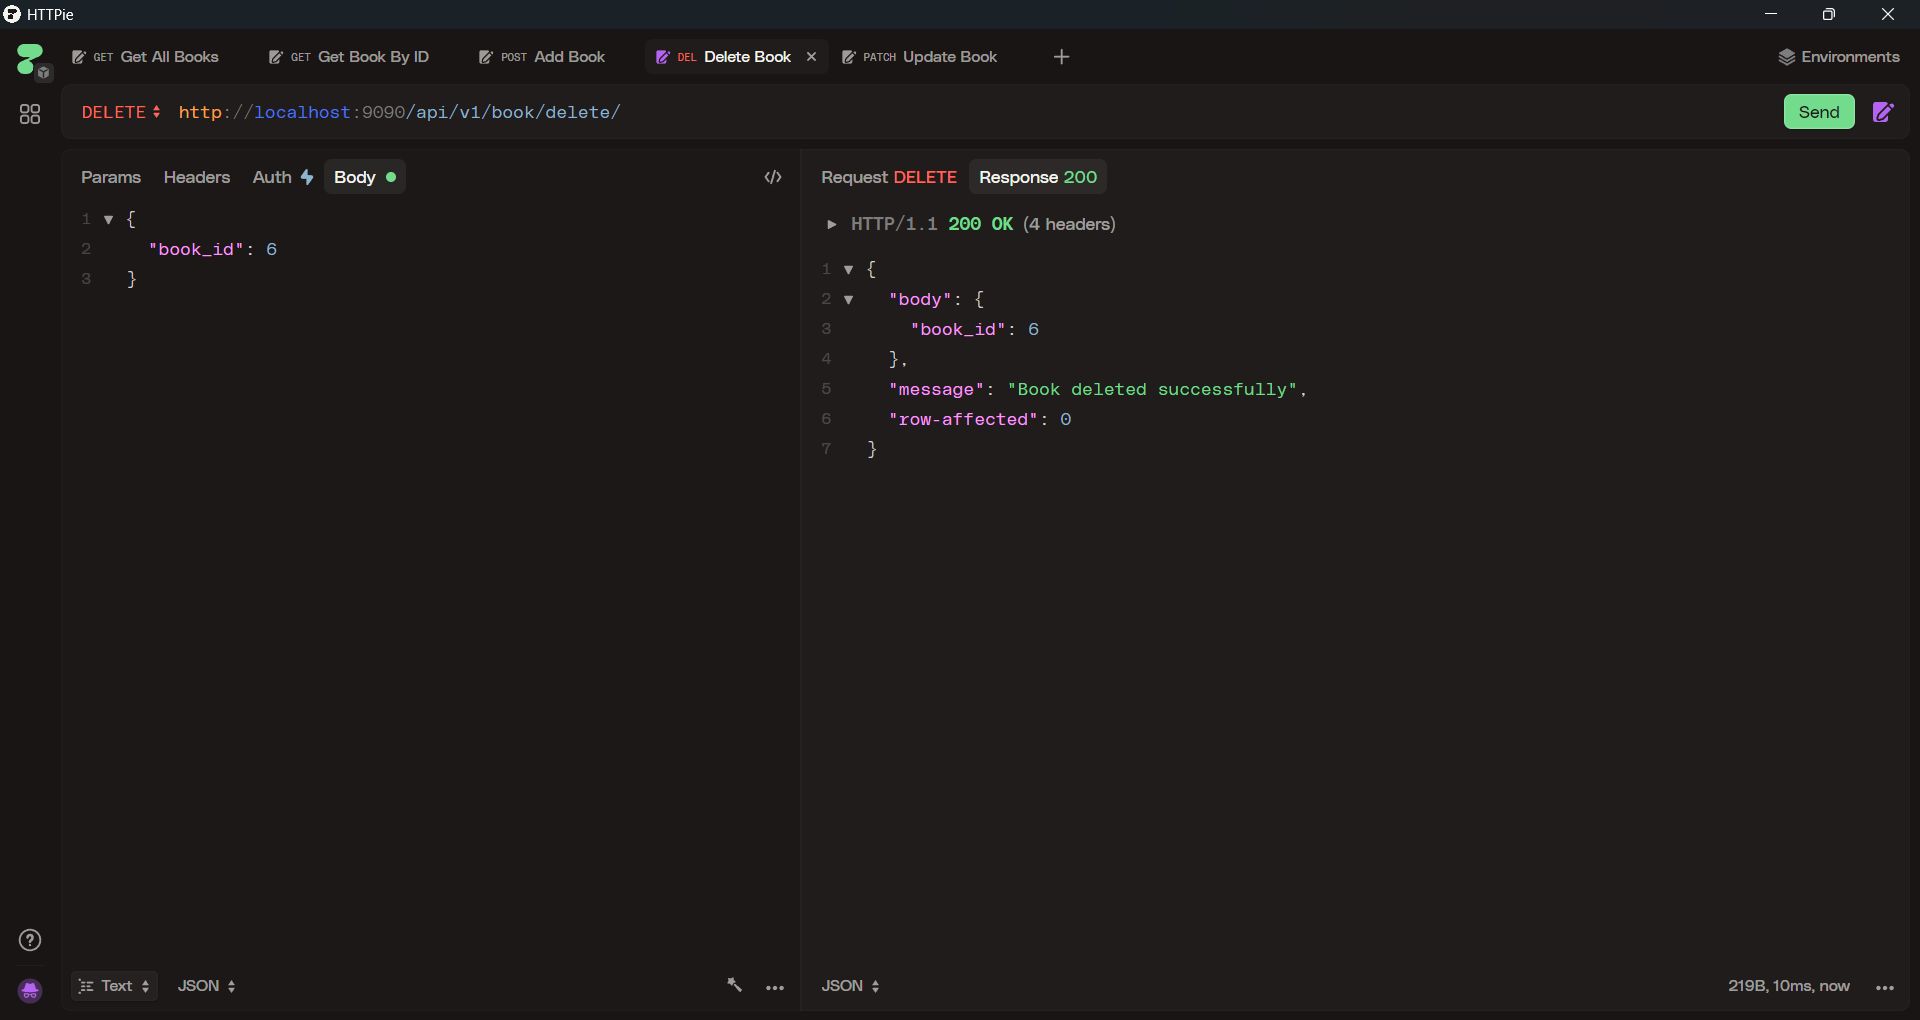 HTTPie
GET Get All Books
GET Get Book By ID
POST Add Book
DEL Delete Book
PATCH Update Book
Environments
DELETE http://localhost:9090/api/v1/book/delete/
Send
Params Headers Auth Body
1 {
2 "book_id": 6
3 }
Text JSON
Request DELETE Response 200
HTTP/1.1 200 OK (4 headers)
1 {
2 "body": {
3 "book_id": 6
4 },
5 "message": "Book deleted successfully",
6 "row-affected": 0
7 }
JSON
219B, 10ms, now